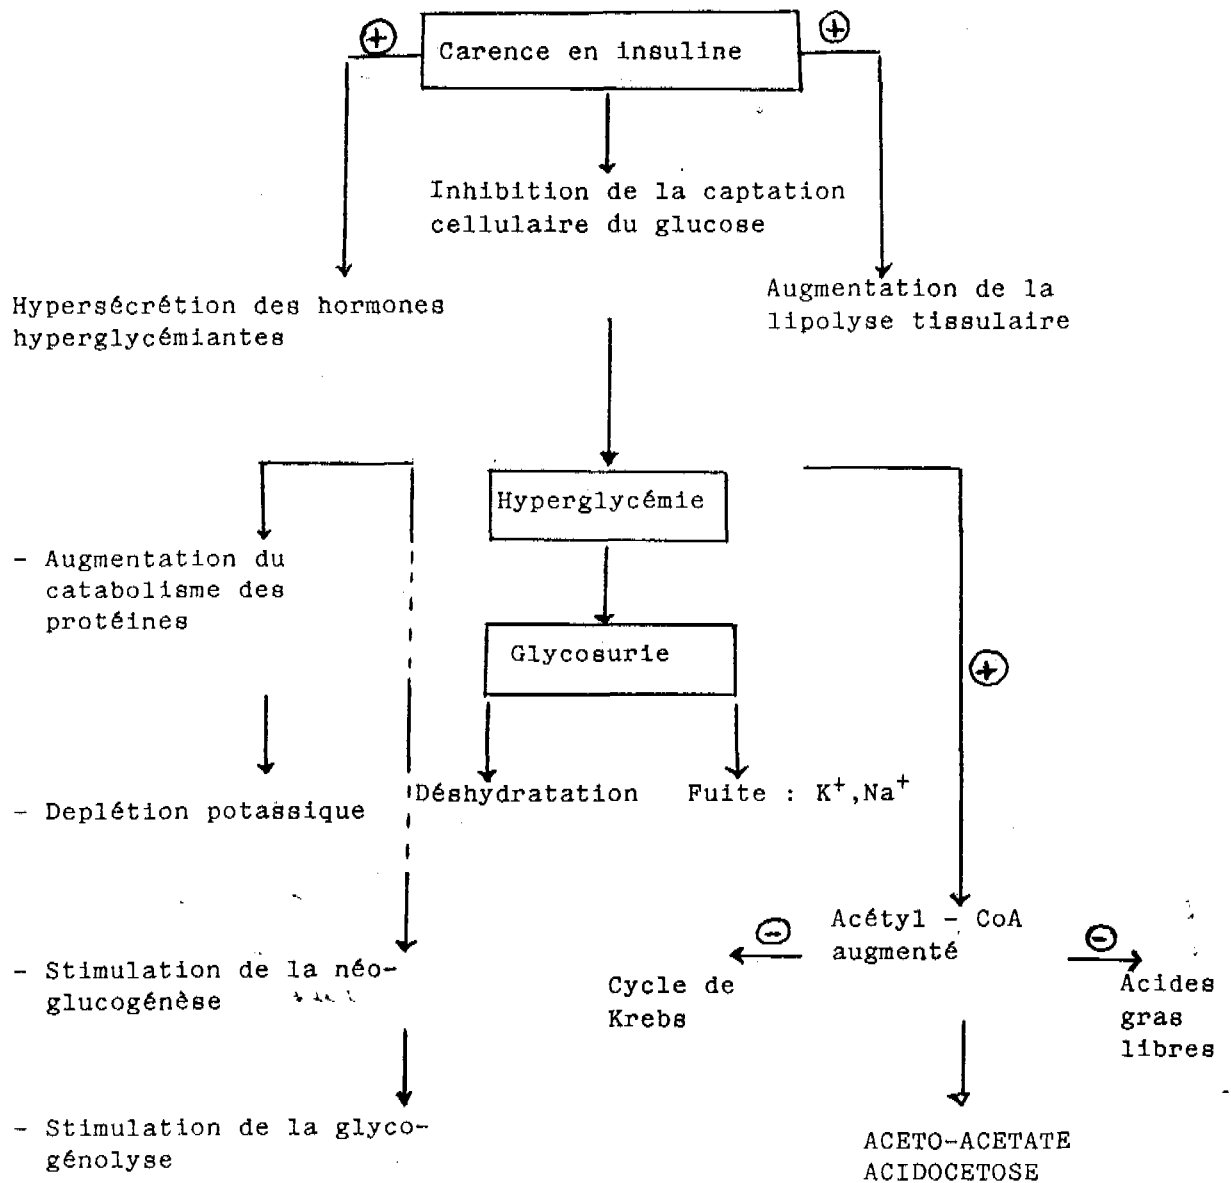 ⊕
⊕
Carence en insuline
Inhibition de la captation
cellulaire du glucose
Hypersécrétion des hormones
hyperglycémiantes
Augmentation de la
lipolyse tissulaire
Hyperglycémie
- Augmentation du
catabolisme des
protéines
Glycosurie
⊕
- Deplétion potassique
Déshydratation
Fuite : K⁺,Na⁺
- Stimulation de la néo-
glucogénèse
⊖
Acétyl - CoA
augmenté
⊖
Cycle de
Krebs
Acides
gras
libres
- Stimulation de la glyco-
génolyse
ACETO-ACETATE
ACIDOCETOSE